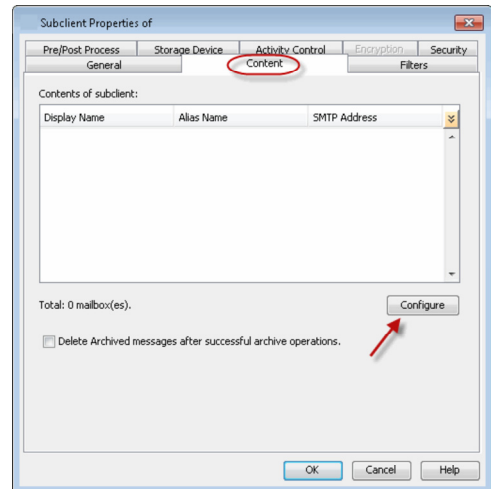 Subclient Properties of
Pre/Post Process Storage Device Activity Control Encryption Security
General Content Filters
Contents of subclient:
Display Name Alias Name SMTP Address
Total: 0 mailbox(es).
Configure
Delete Archived messages after successful archive operations.
OK Cancel Help